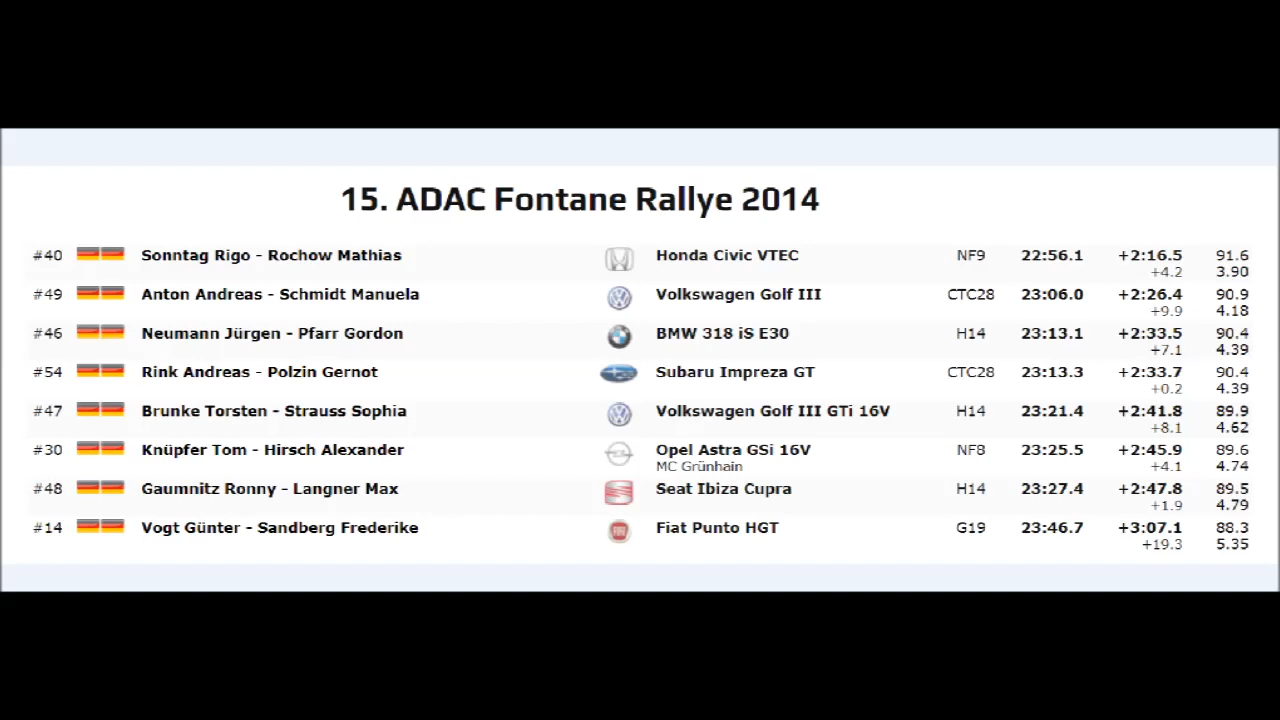 15. ADAC Fontane Rallye 2014
#40 Sonntag Rigo - Rochow Mathias Honda Civic VTEC NF9 22:56.1 +2:16.5 91.6
+4.2 3.90
#49 Anton Andreas - Schmidt Manuela Volkswagen Golf III CTC28 23:06.0 +2:26.4 90.9
+9.9 4.18
#46 Neumann Jürgen - Pfarr Gordon BMW 318 iS E30 H14 23:13.1 +2:33.5 90.4
+7.1 4.39
#54 Rink Andreas - Polzin Gernot Subaru Impreza GT CTC28 23:13.3 +2:33.7 90.4
+0.2 4.39
#47 Brunke Torsten - Strauss Sophia Volkswagen Golf III GTi 16V H14 23:21.4 +2:41.8 89.9
+8.1 4.62
#30 Knüpfer Tom - Hirsch Alexander Opel Astra GSi 16V NF8 23:25.5 +2:45.9 89.6
MC Grünhain +4.1 4.74
#48 Gaumnitz Ronny - Langner Max Seat Ibiza Cupra H14 23:27.4 +2:47.8 89.5
+1.9 4.79
#14 Vogt Günter - Sandberg Frederike Fiat Punto HGT G19 23:46.7 +3:07.1 88.3
+19.3 5.35